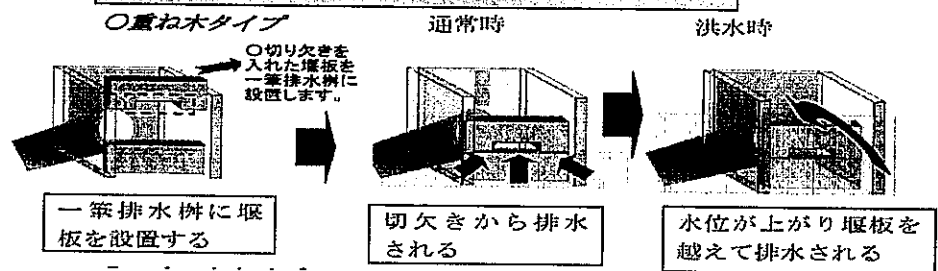 〇重ね木タイプ
通常時
洪水時
〇切り欠きを
入れた堰板を
一筆排水桝に
設置します。
一筆排水桝に堰
板を設置する
切欠きから排水
される
水位が上がり堰板を
越えて排水される